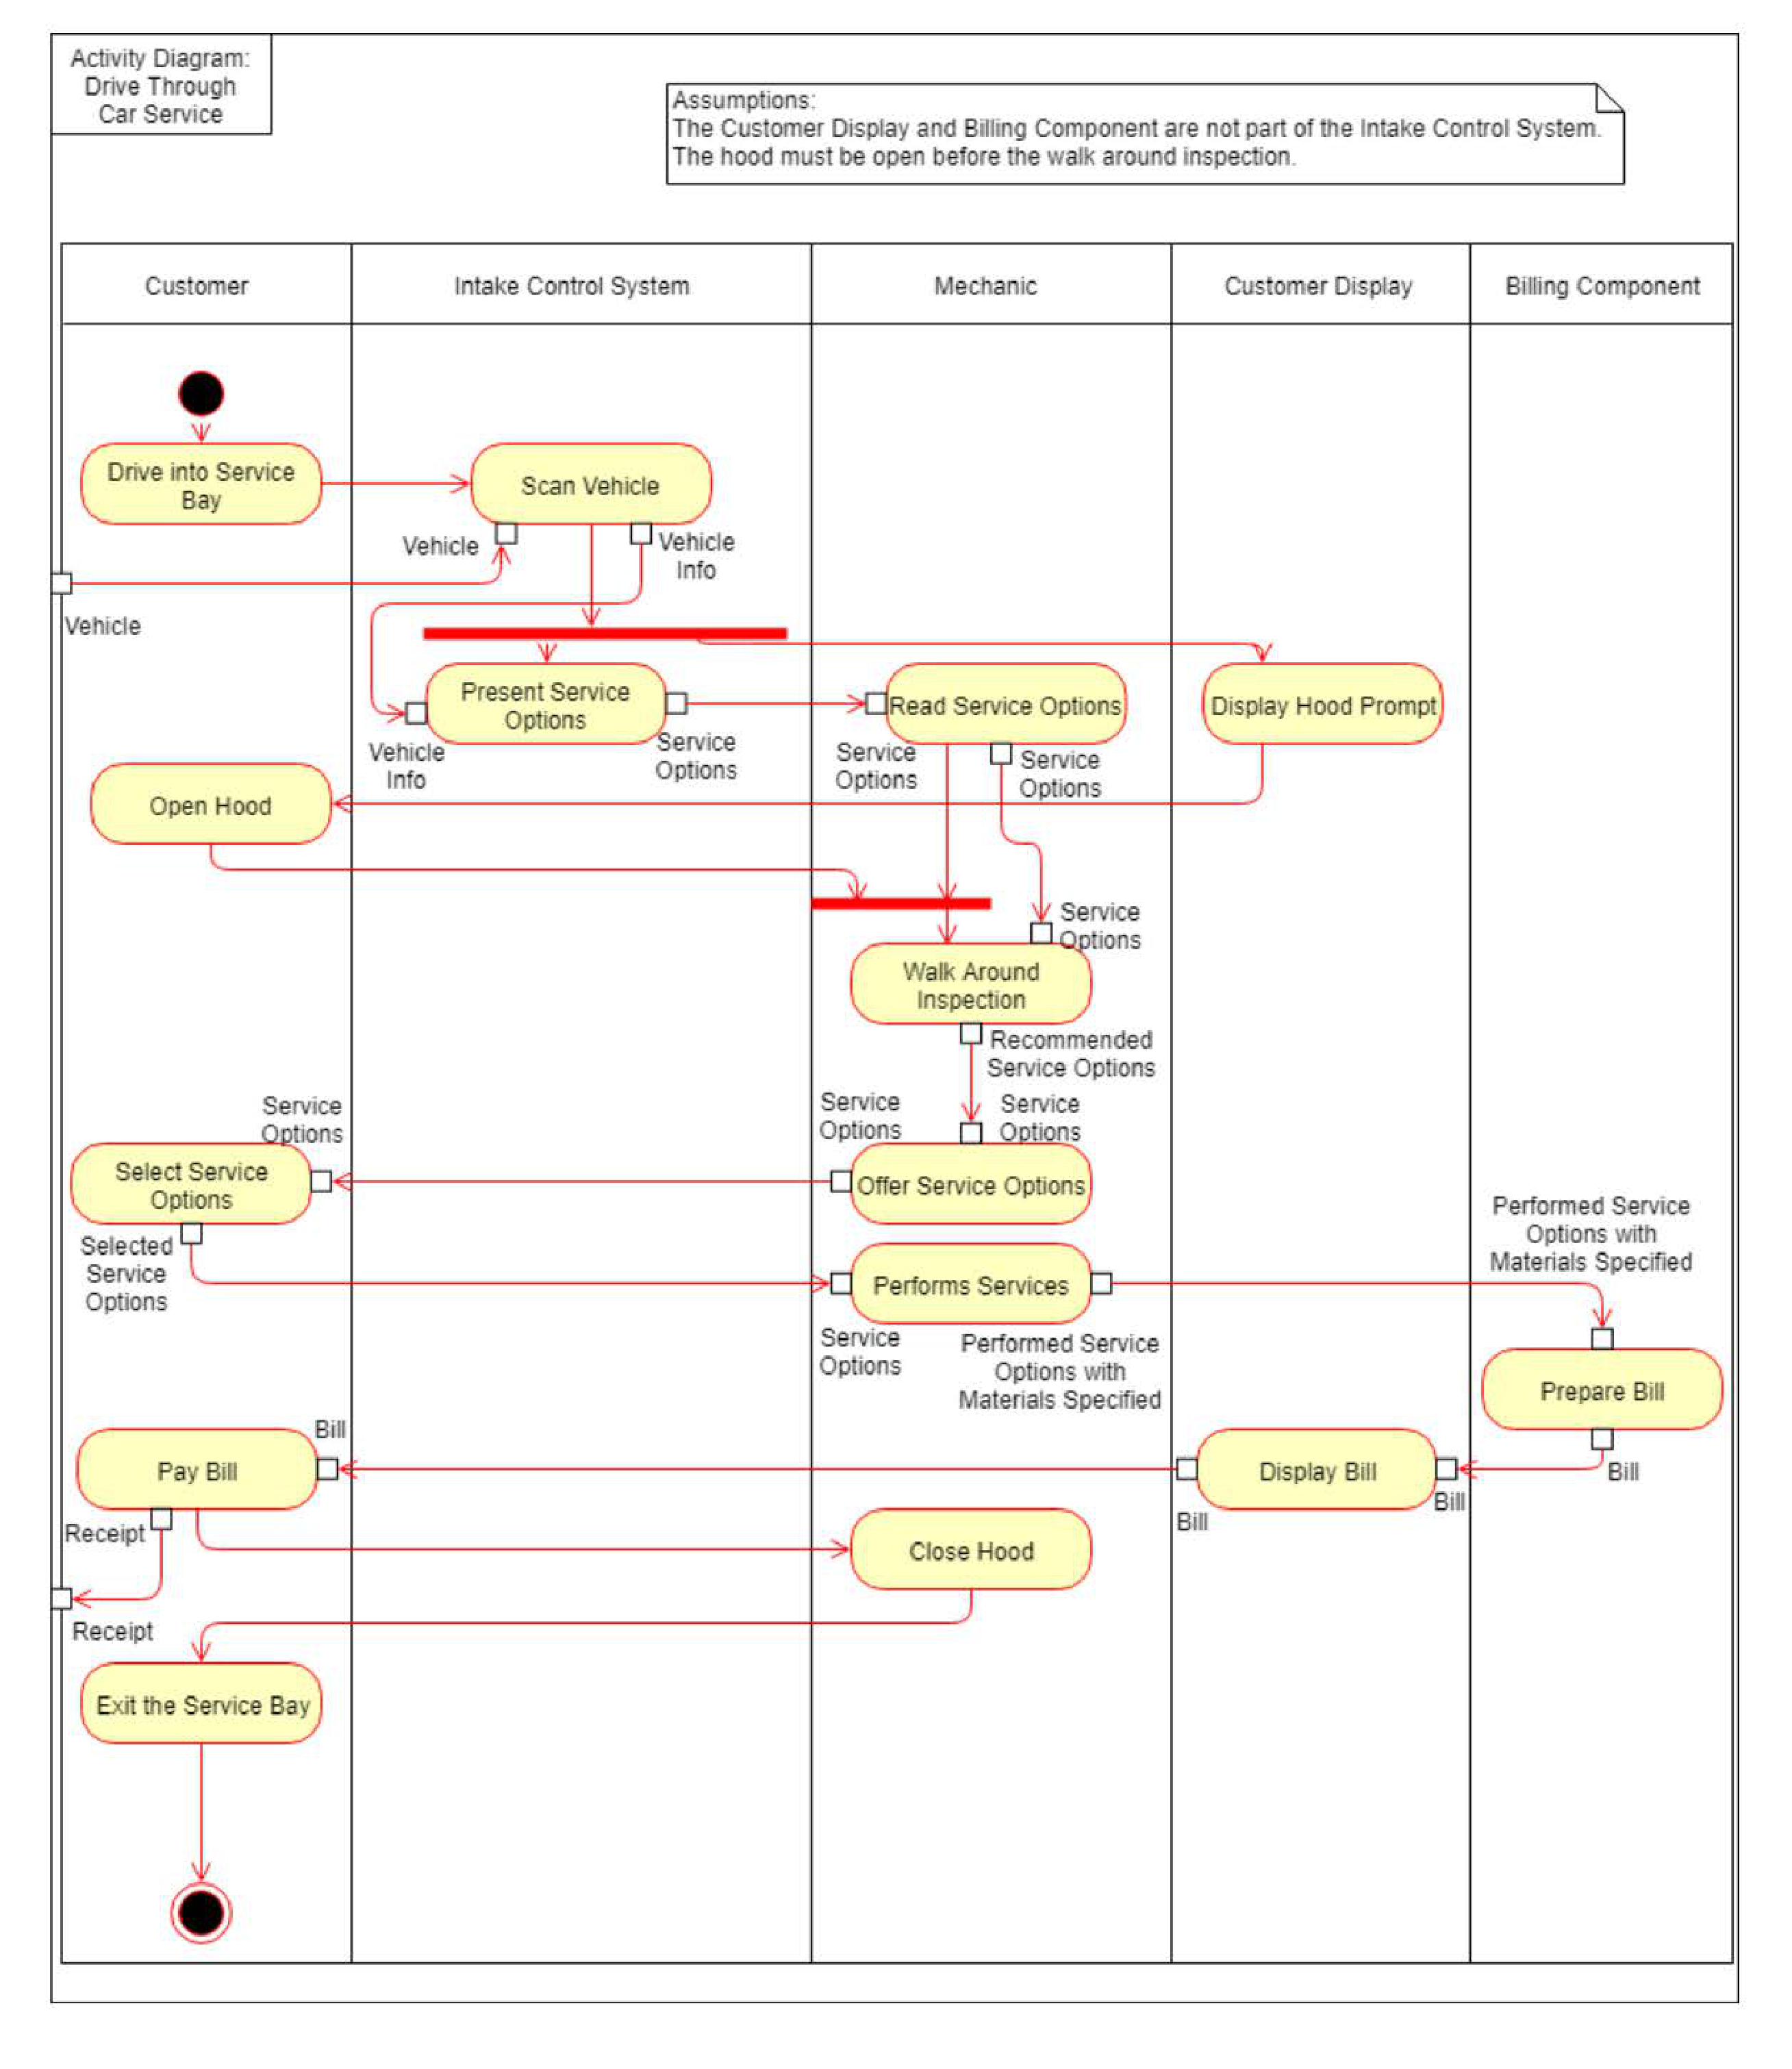 Activity Diagram:
Drive Through
Car Service
Assumptions:
The Customer Display and Billing Component are not part of the Intake Control System.
The hood must be open before the walk around inspection.
Customer
Intake Control System
Mechanic
Customer Display
Billing Component
Drive into Service
Bay
Scan Vehicle
Vehicle
Vehicle
Info
Vehicle
Present Service
Options
Read Service Options
Display Hood Prompt
Vehicle
Info
Service
Options
Service
Options
Service
Options
Open Hood
Service
Options
Walk Around
Inspection
Recommended
Service Options
Service
Options
Service
Options
Service
Options
Select Service
Options
Offer Service Options
Selected
Service
Options
Performs Services
Performed Service
Options with
Materials Specified
Service
Options
Performed Service
Options with
Materials Specified
Prepare Bill
Bill
Pay Bill
Display Bill
Bill
Bill
Bill
Receipt
Close Hood
Receipt
Exit the Service Bay